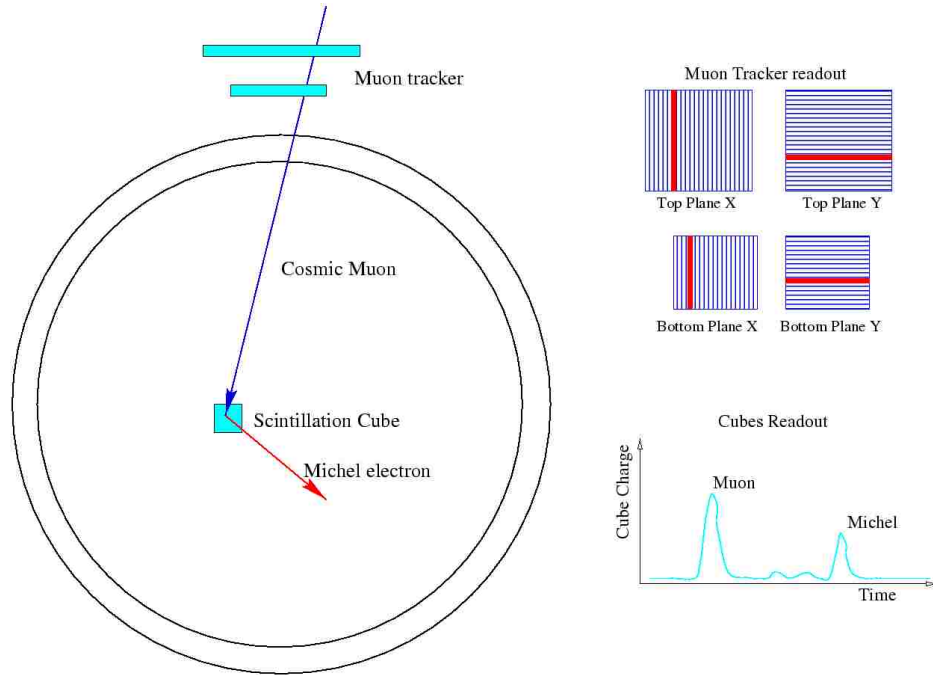 Muon tracker
Cosmic Muon
Scintillation Cube
Michel electron
Muon Tracker readout
Top Plane X
Top Plane Y
Bottom Plane X
Bottom Plane Y
Cubes Readout
Cube Charge
Muon
Michel
Time